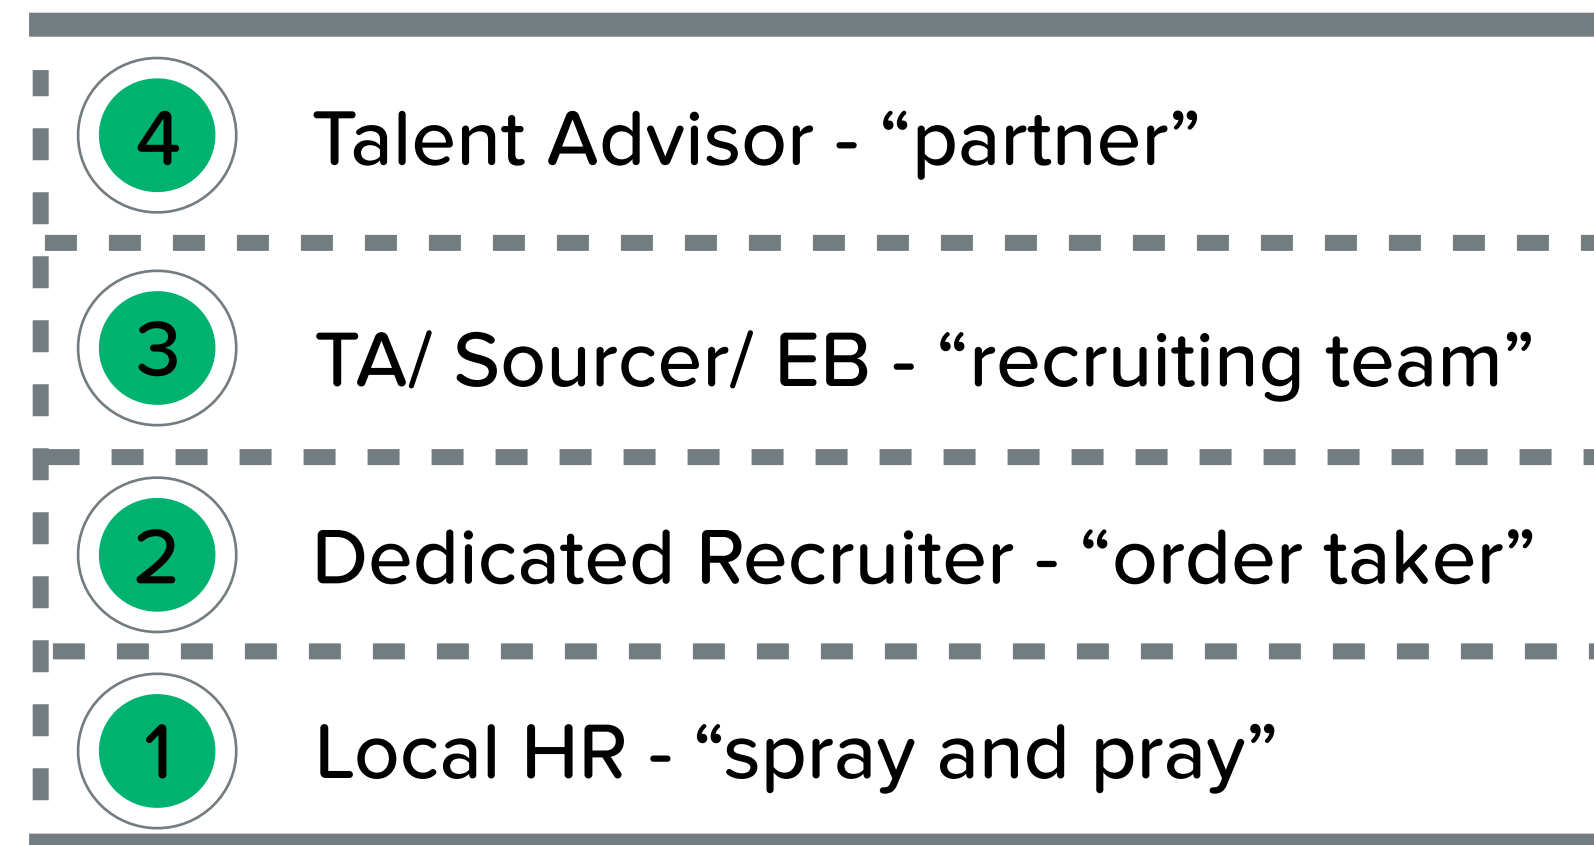 4 Talent Advisor - “partner”
3 TA/ Sourcer/ EB - “recruiting team”
2 Dedicated Recruiter - “order taker”
1 Local HR - “spray and pray”